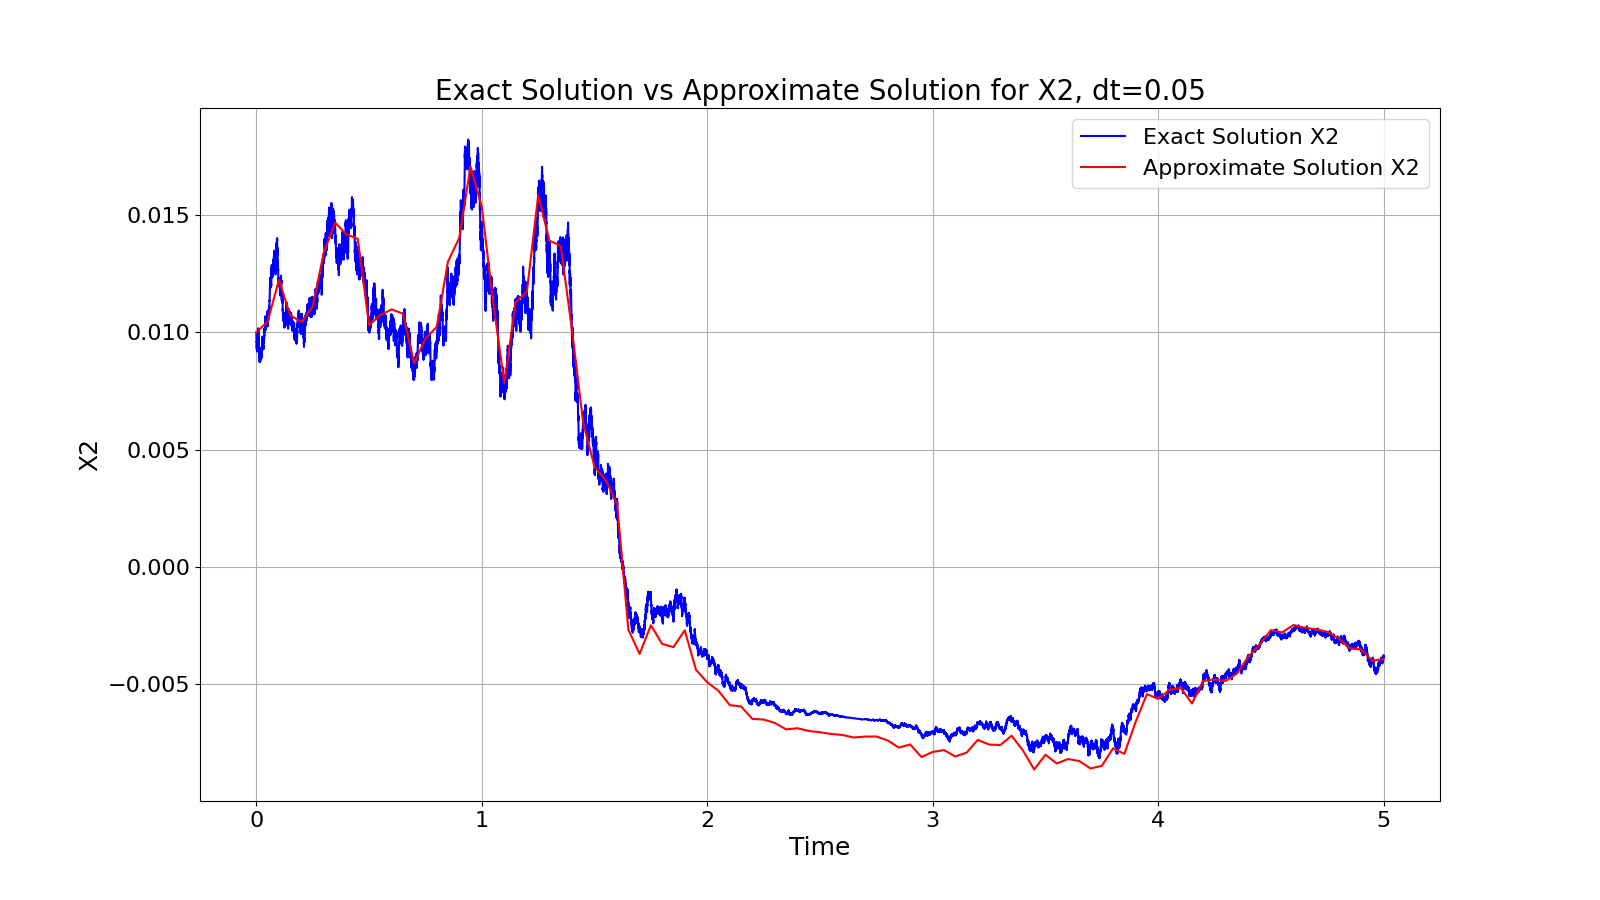 Exact Solution vs Approximate Solution for X2, dt=0.05
Exact Solution X2
Approximate Solution X2
X2
0.015
0.010
0.005
0.000
−0.005
0 1 2 3 4 5
Time